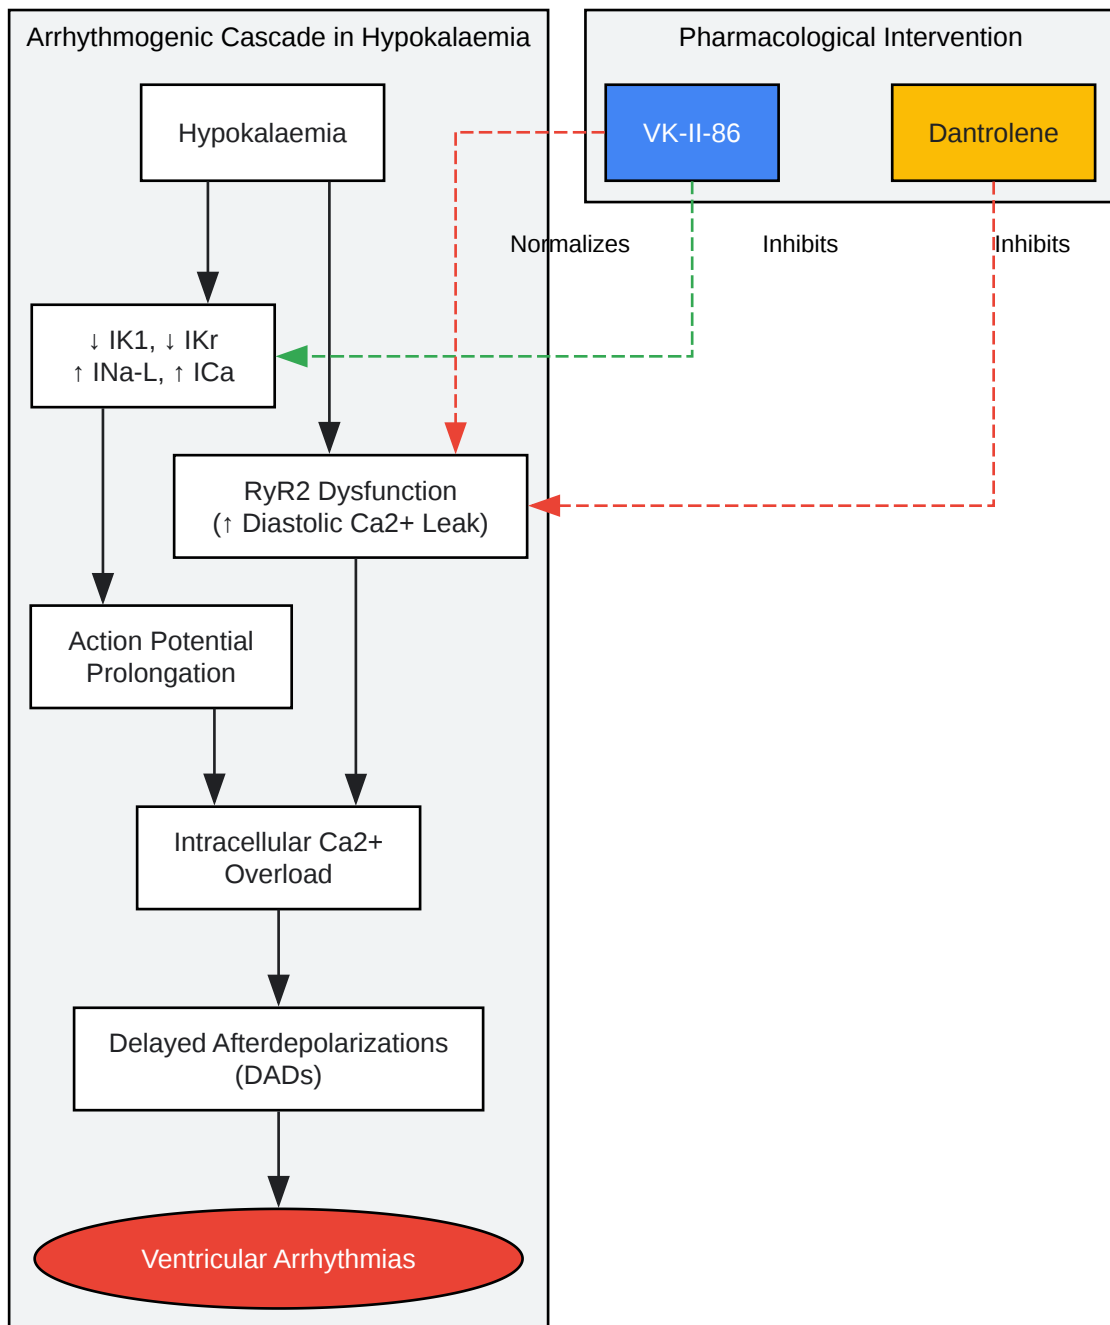 Arrhythmogenic Cascade in Hypokalaemia
Pharmacological Intervention
Hypokalaemia
VK-II-86
Dantrolene
Normalizes
Inhibits
Inhibits
↓ IK1, ↓ IKr
↑ INa-L, ↑ ICa
RyR2 Dysfunction
(↑ Diastolic Ca2+ Leak)
Action Potential
Prolongation
Intracellular Ca2+
Overload
Delayed Afterdepolarizations
(DADs)
Ventricular Arrhythmias